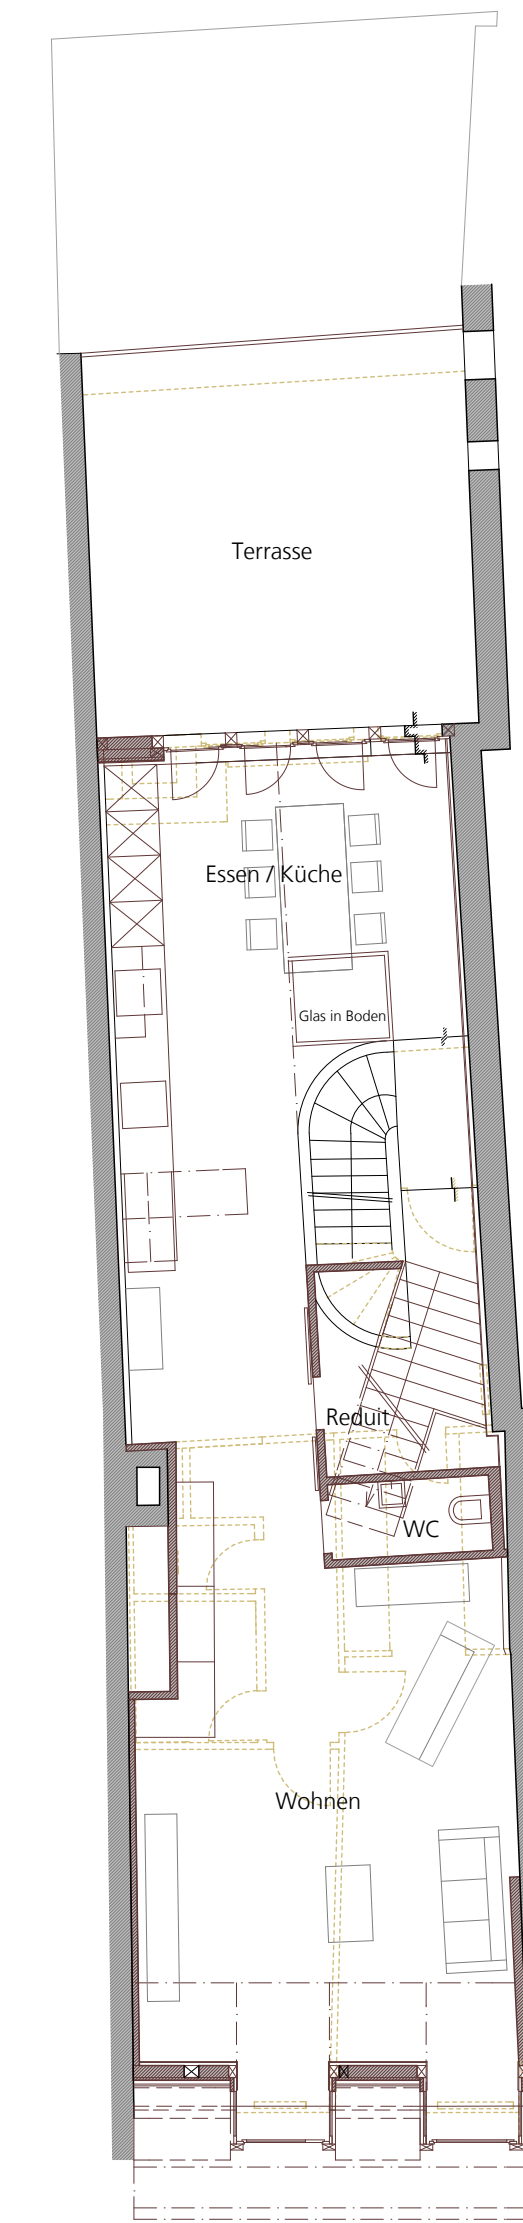 Terrasse
Essen / Küche
Glas in Boden
Reduit
WC
Wohnen